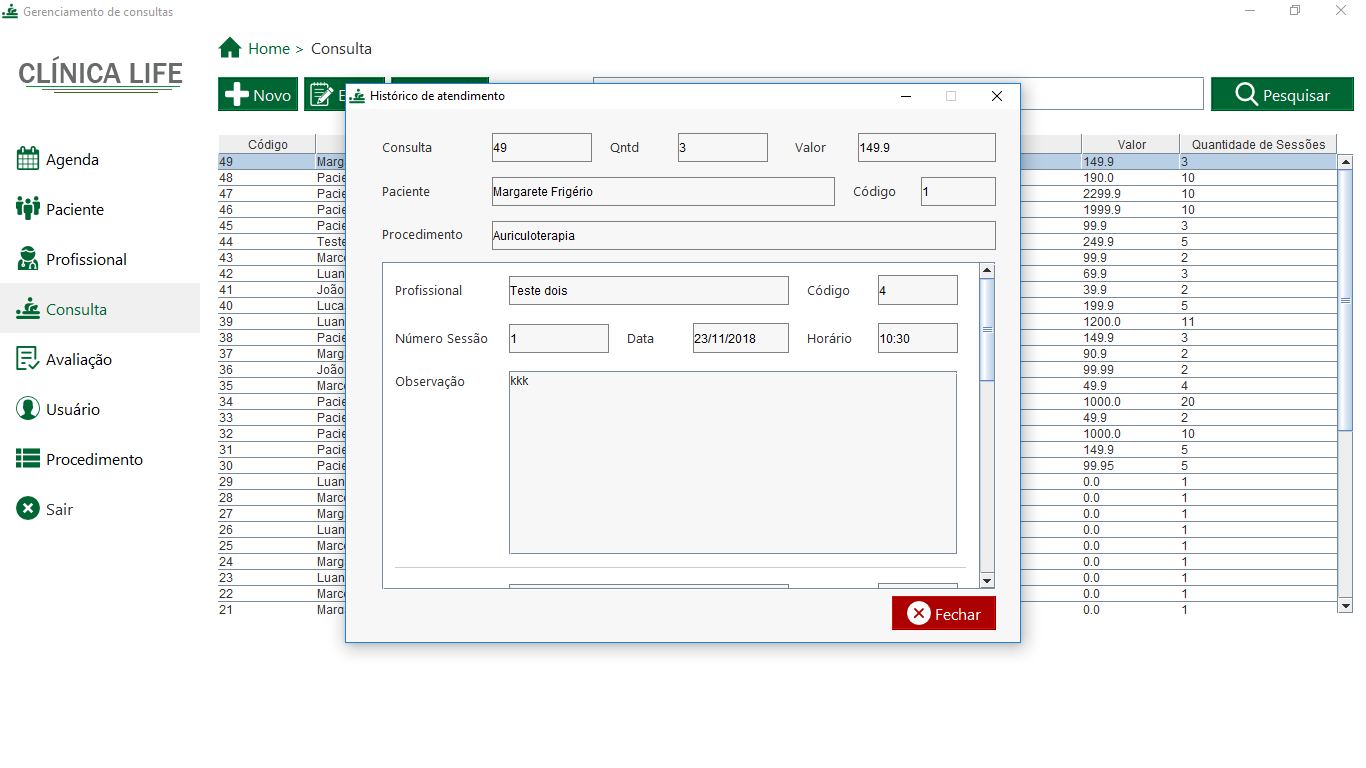 Gerenciamento de consultas
CLÍNICA LIFE
Agenda
Paciente
Profissional
Consulta
Avaliação
Usuário
Procedimento
Sair
Home > Consulta
Novo
Pesquisar
Código Valor Quantidade de Sessões
49 Marg 149.9 3
48 Pacie 190.0 10
47 Pacie 2299.9 10
46 Pacie 1999.9 10
45 Pacie 99.9 3
44 Teste 249.9 5
43 Marce 99.9 2
42 Luan 69.9 3
41 João 39.9 2
40 Luca 199.9 5
39 Luan 1200.0 11
38 Pacie 149.9 3
37 Marg 90.9 2
36 João 99.99 2
35 Marce 49.9 4
34 Pacie 1000.0 20
33 Pacie 49.9 2
32 Pacie 1000.0 10
31 Pacie 149.9 5
30 Pacie 99.95 5
29 Luan 0.0 1
28 Marce 0.0 1
27 Marg 0.0 1
26 Luan 0.0 1
25 Marce 0.0 1
24 Marg 0.0 1
23 Luan 0.0 1
22 Marce 0.0 1
21 Marg 0.0 1
Histórico de atendimento
Consulta 49 Qntd 3 Valor 149.9
Paciente Margarete Frigério Código 1
Procedimento Auriculoterapia
Profissional Teste dois Código 4
Número Sessão 1 Data 23/11/2018 Horário 10:30
Observação kkk
Fechar